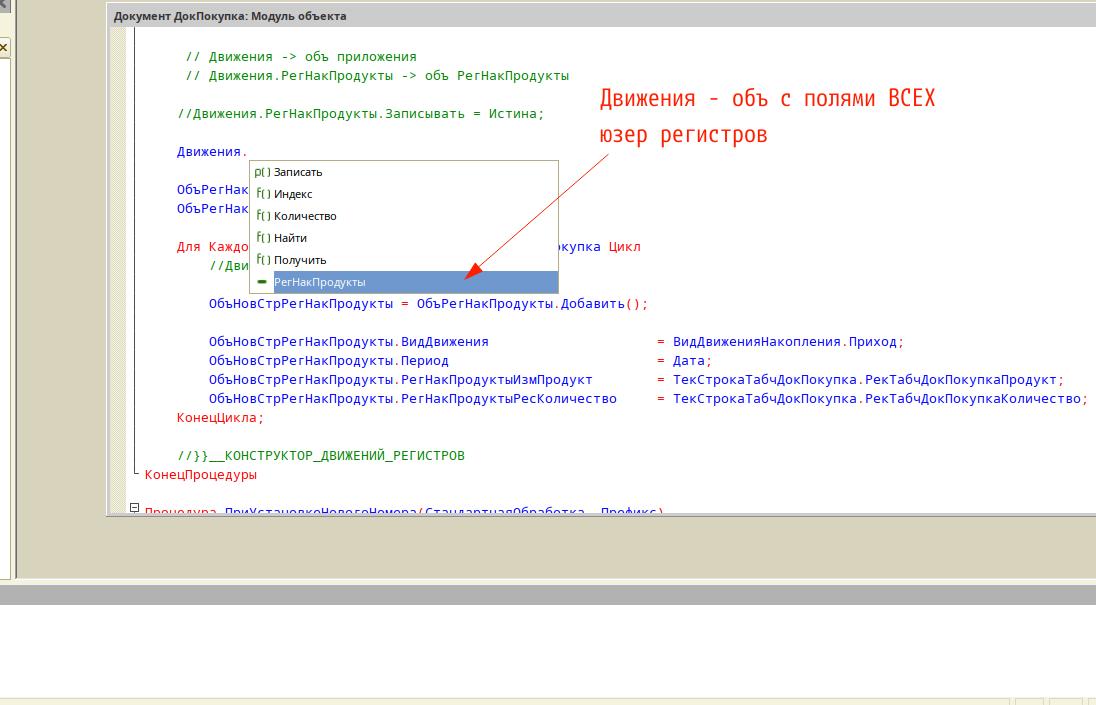 Документ ДокПокупка: Модуль объекта
// Движения -> объ приложения
// Движения.РегНакПродукты -> объ РегНакПродукты
Движения - объ с полями ВСЕХ
юзер регистров
//Движения.РегНакПродукты.Записывать = Истина;
Движения.
Записать
ОбъРегНак
Индекс
ОбъРегНак
Количество
Найти
Для Каждо окупка Цикл
Получить
//Дви
РегНакПродукты
ОбъНовСтрРегНакПродукты = ОбъРегНакПродукты.Добавить();
ОбъНовСтрРегНакПродукты.ВидДвижения = ВидДвиженияНакопления.Приход;
ОбъНовСтрРегНакПродукты.Период = Дата;
ОбъНовСтрРегНакПродукты.РегНакПродуктыИзмПродукт = ТекСтрокаТабчДокПокупка.РекТабчДокПокупкаПродукт;
ОбъНовСтрРегНакПродукты.РегНакПродуктыРесКоличество = ТекСтрокаТабчДокПокупка.РекТабчДокПокупкаКоличество;
КонецЦикла;
//}}__КОНСТРУКТОР_ДВИЖЕНИЙ_РЕГИСТРОВ
КонецПроцедуры
Процедура ПриУстановкеНовогоНомера(СтандартнаяОбработка, Префикс)